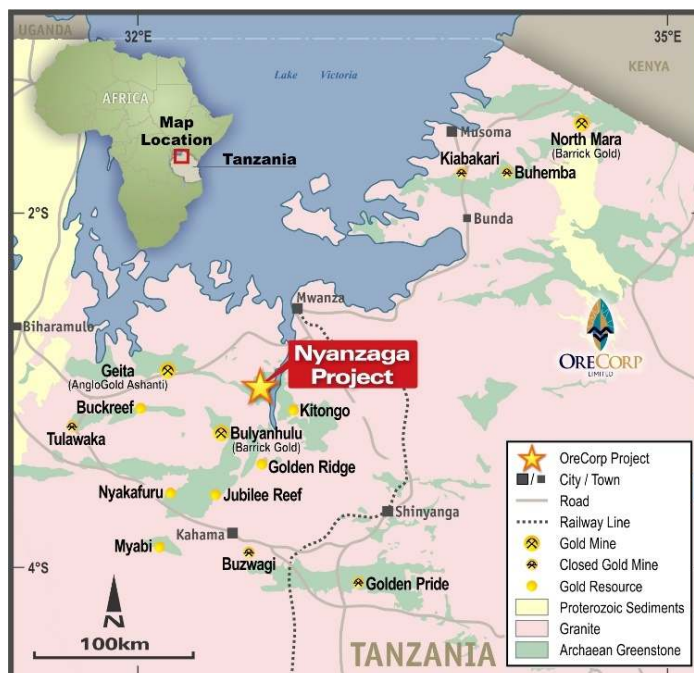 UGANDA
32
35
KENYA
Lake Victoria
AFRICA
Map
Location
Tanzania
Musoma
North Mara
(Barrick Gold)
Kiabakari
Buhemba
2°S
Bunda
Mwanza
Biharamulo
ORECORP
LIMITED
Nyanzaga
Project
Geita
(AngloGold Ashanti)
Buckreef
Kitongo
Tulawaka
Bulyanhulu
(Barrick Gold)
Golden Ridge
Nyakafuru
Jubilee Reef
Shinyanga
Kahama
Myabi
Buzwagi
4°S
Golden Pride
N
100km
TANZANIA
OreCorp Project
/ City / Town
Road
Railway Line
Gold Mine
Closed Gold Mine
Gold Resource
Proterozoic Sediments
Granite
Archaean Greenstone